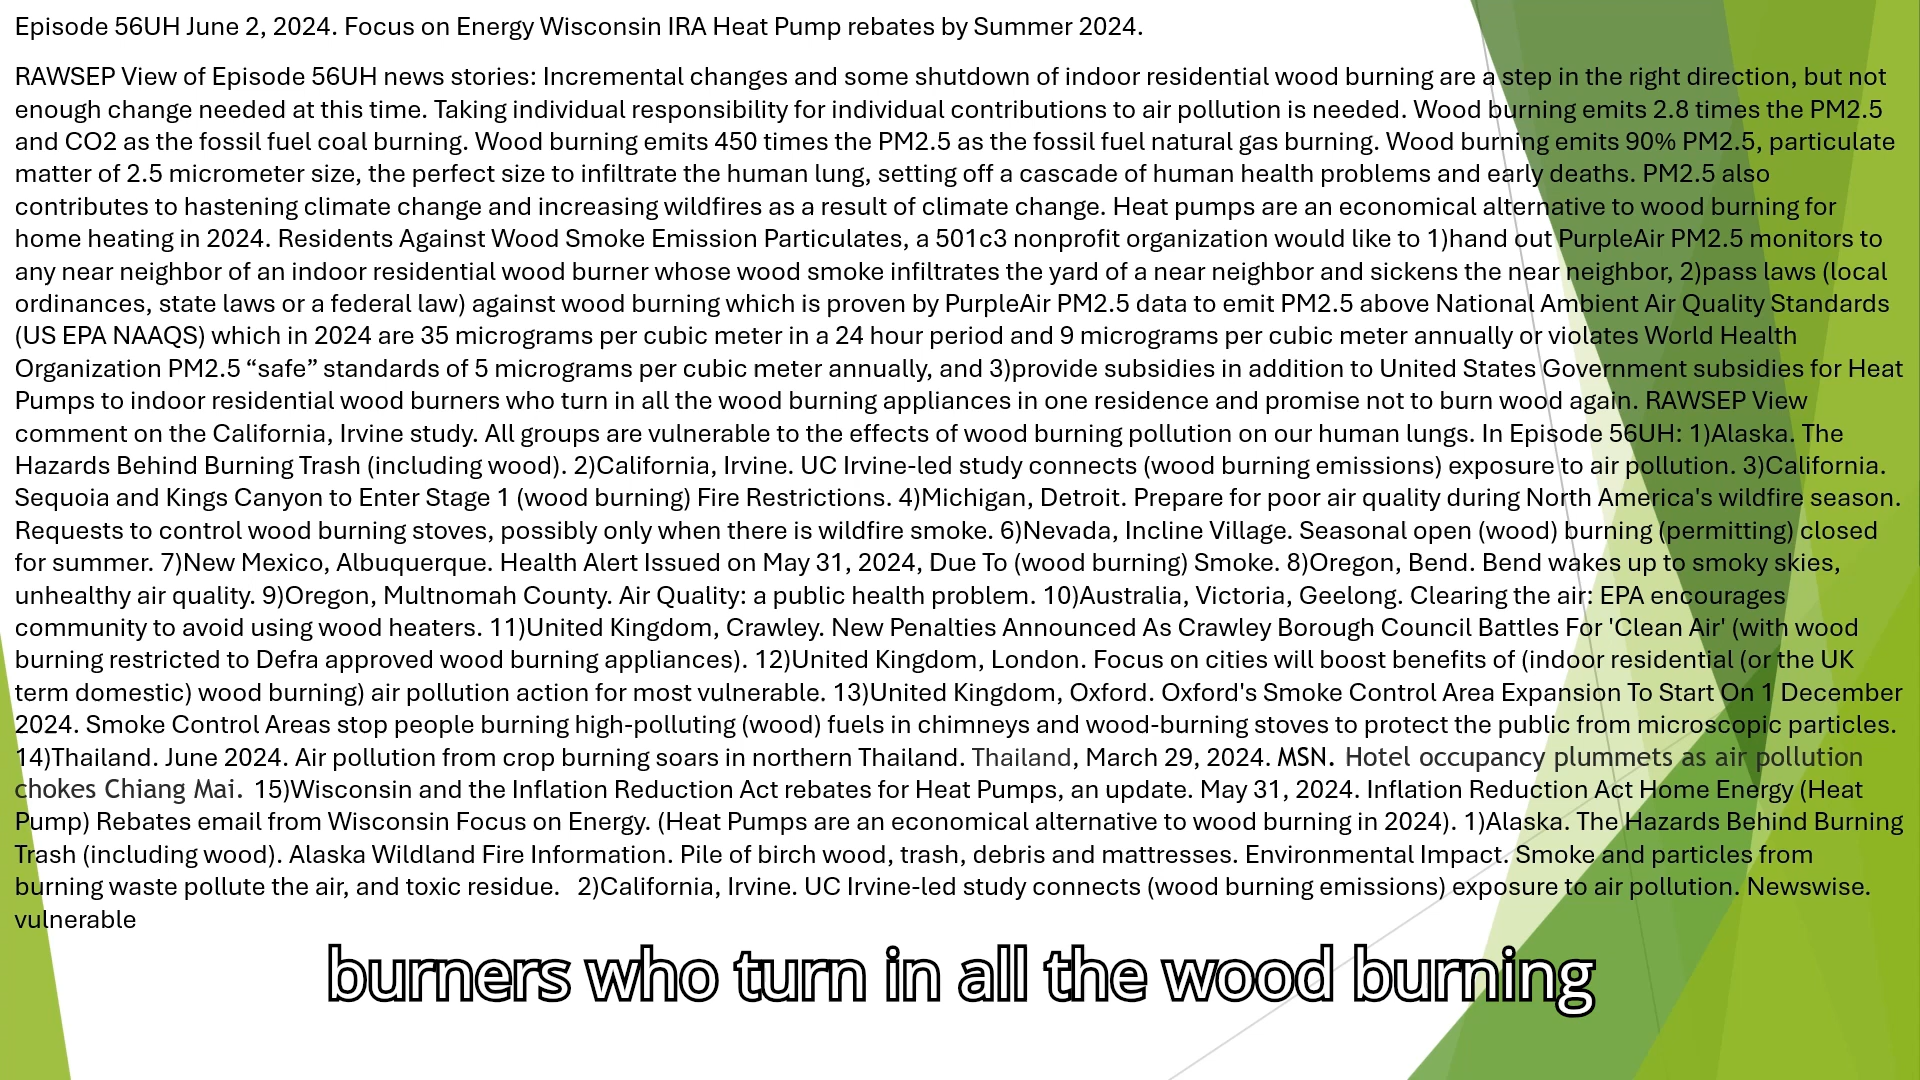 Episode 56UH June 2, 2024. Focus on Energy Wisconsin IRA Heat Pump rebates by Summer 2024.
RAWSEP View of Episode 56UH news stories: Incremental changes and some shutdown of indoor residential wood burning are a step in the right direction, but not
enough change needed at this time. Taking individual responsibility for individual contributions to air pollution is needed. Wood burning emits 2.8 times the PM2.5
and CO2 as the fossil fuel coal burning. Wood burning emits 450 times the PM2.5 as the fossil fuel natural gas burning. Wood burning emits 90% PM2.5, particulate
matter of 2.5 micrometer size, the perfect size to infiltrate the human lung, setting off a cascade of human health problems and early deaths. PM2.5 also
contributes to hastening climate change and increasing wildfires as a result of climate change. Heat pumps are an economical alternative to wood burning for
home heating in 2024. Residents Against Wood Smoke Emission Particulates, a 501c3 nonprofit organization would like to 1)hand out PurpleAir PM2.5 monitors to
any near neighbor of an indoor residential wood burner whose wood smoke infiltrates the yard of a near neighbor and sickens the near neighbor, 2)pass laws (local
ordinances, state laws or a federal law) against wood burning which is proven by PurpleAir PM2.5 data to emit PM2.5 above National Ambient Air Quality Standards
(US EPA NAAQS) which in 2024 are 35 micrograms per cubic meter in a 24 hour period and 9 micrograms per cubic meter annually or violates World Health
Organization PM2.5 “safe” standards of 5 micrograms per cubic meter annually, and 3)provide subsidies in addition to United States Government subsidies for Heat
Pumps to indoor residential wood burners who turn in all the wood burning appliances in one residence and promise not to burn wood again. RAWSEP View
comment on the California, Irvine study. All groups are vulnerable to the effects of wood burning pollution on our human lungs. In Episode 56UH: 1)Alaska. The
Hazards Behind Burning Trash (including wood). 2)California, Irvine. UC Irvine-led study connects (wood burning emissions) exposure to air pollution. 3)California.
Sequoia and Kings Canyon to Enter Stage 1 (wood burning) Fire Restrictions. 4)Michigan, Detroit. Prepare for poor air quality during North America's wildfire season.
Requests to control wood burning stoves, possibly only when there is wildfire smoke. 6)Nevada, Incline Village. Seasonal open (wood) burning (permitting) closed
for summer. 7)New Mexico, Albuquerque. Health Alert Issued on May 31, 2024, Due To (wood burning) Smoke. 8)Oregon, Bend. Bend wakes up to smoky skies,
unhealthy air quality. 9)Oregon, Multnomah County. Air Quality: a public health problem. 10)Australia, Victoria, Geelong. Clearing the air: EPA encourages
community to avoid using wood heaters. 11)United Kingdom, Crawley. New Penalties Announced As Crawley Borough Council Battles For 'Clean Air' (with wood
burning restricted to Defra approved wood burning appliances). 12)United Kingdom, London. Focus on cities will boost benefits of (indoor residential (or the UK
term domestic) wood burning) air pollution action for most vulnerable. 13)United Kingdom, Oxford. Oxford's Smoke Control Area Expansion To Start On 1 December
2024. Smoke Control Areas stop people burning high-polluting (wood) fuels in chimneys and wood-burning stoves to protect the public from microscopic particles.
14)Thailand. June 2024. Air pollution from crop burning soars in northern Thailand. Thailand, March 29, 2024. MSN. Hotel occupancy plummets as air pollution
chokes Chiang Mai. 15)Wisconsin and the Inflation Reduction Act rebates for Heat Pumps, an update. May 31, 2024. Inflation Reduction Act Home Energy (Heat
Pump) Rebates email from Wisconsin Focus on Energy. (Heat Pumps are an economical alternative to wood burning in 2024). 1)Alaska. The Hazards Behind Burning
Trash (including wood). Alaska Wildland Fire Information. Pile of birch wood, trash, debris and mattresses. Environmental Impact. Smoke and particles from
burning waste pollute the air, and toxic residue. 2)California, Irvine. UC Irvine-led study connects (wood burning emissions) exposure to air pollution. Newswise.
vulnerable
burners who turn in all the wood burning